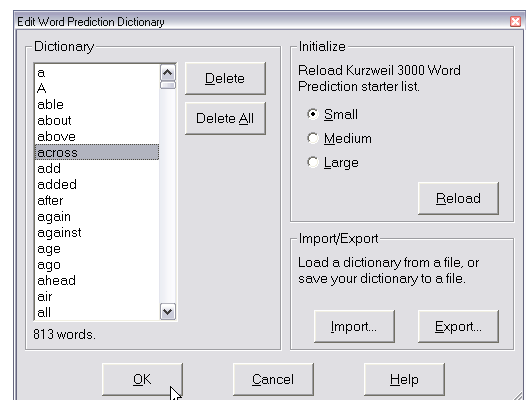 Edit Word Prediction Dictionary
Dictionary
a
A
able
about
above
across
add
added
after
again
against
age
ago
ahead
air
all
813 words.
Delete
Delete All
Initialize
Reload Kurzweil 3000 Word
Prediction starter list.
Small
Medium
Large
Reload
Import/Export
Load a dictionary from a file, or
save your dictionary to a file.
Import...
Export...
OK
Cancel
Help